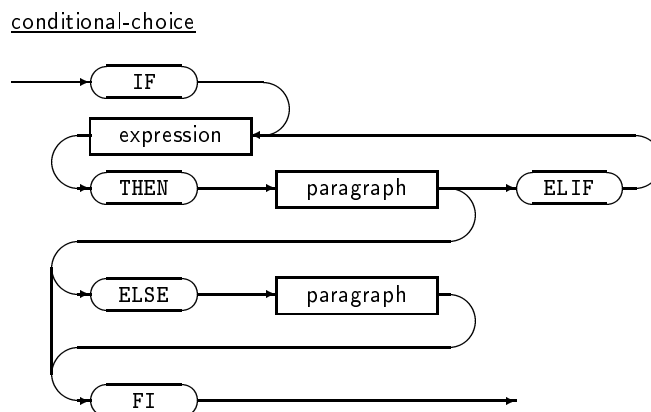 conditional-choice
IF
expression
THEN paragraph ELIF
ELSE paragraph
FI